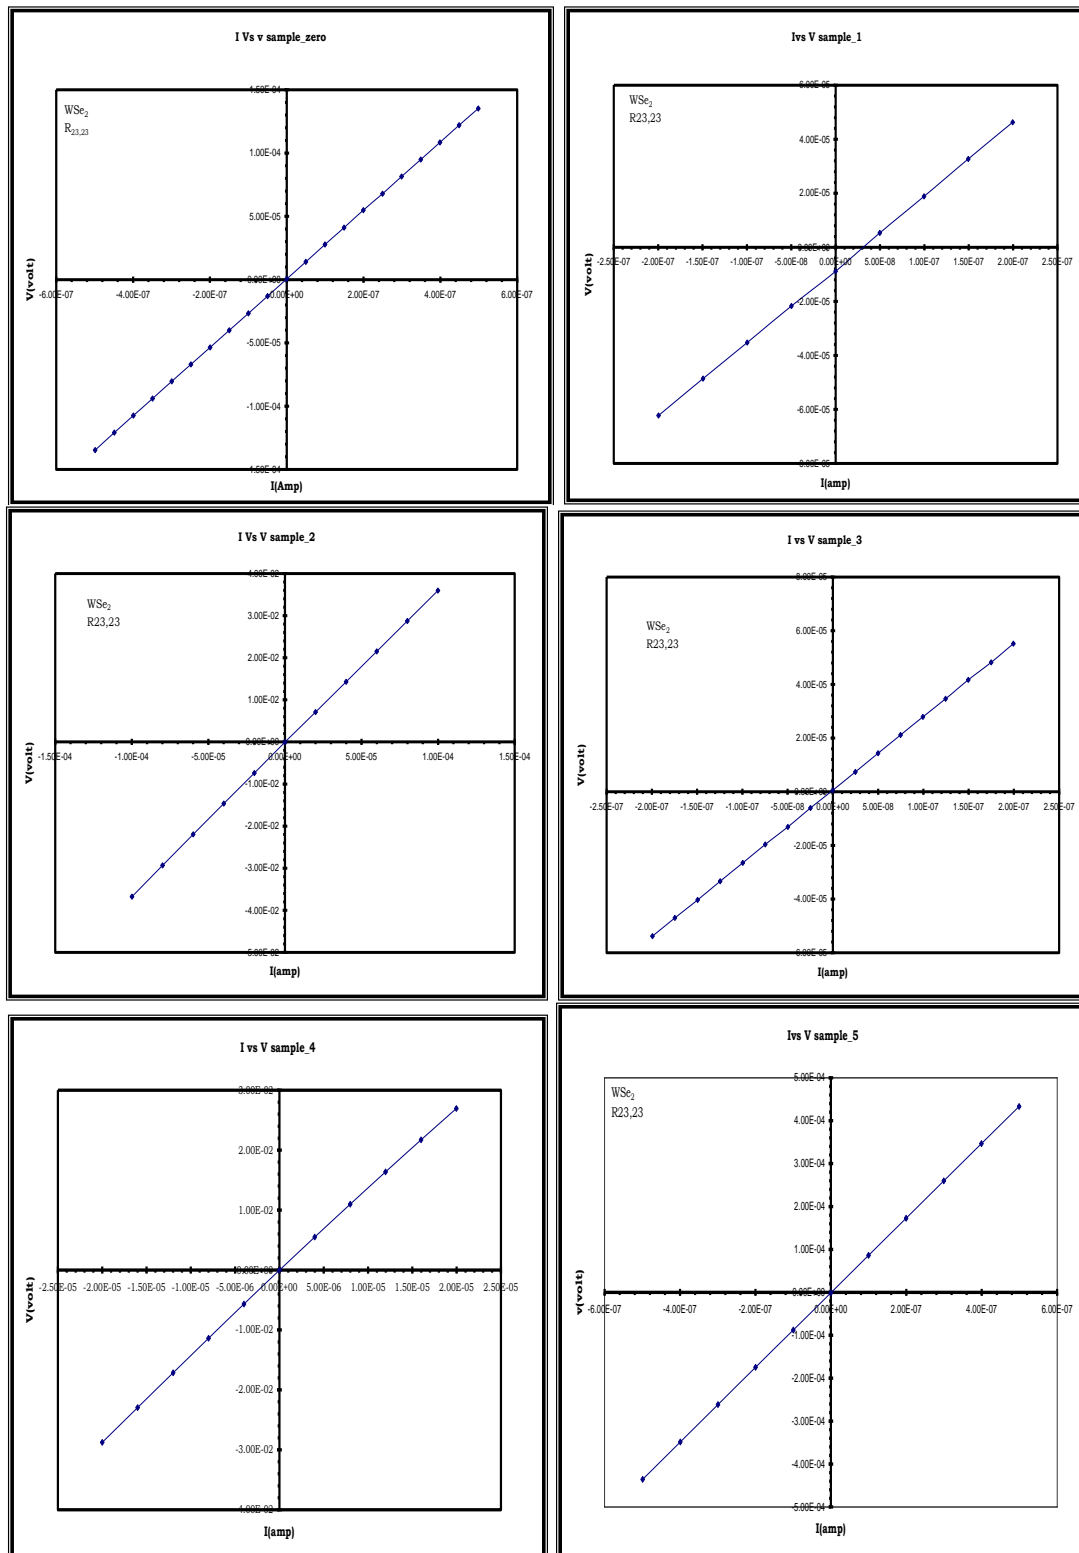 I Vs v sample_zero
WSe₂
R₂₃,₂₃
1.50E-04
1.00E-04
5.00E-05
0.00E+00
-5.00E-05
-1.00E-04
-1.50E-04
-6.00E-07 -4.00E-07 -2.00E-07 0.00E+00 2.00E-07 4.00E-07 6.00E-07
V(volt)
I(Amp)
Ivs V sample_1
WSe₂
R23,23
6.00E-05
4.00E-05
2.00E-05
0.00E+00
-2.00E-05
-4.00E-05
-6.00E-05
-8.00E-05
-2.50E-07 -2.00E-07 -1.50E-07 -1.00E-07 -5.00E-08 0.00E+00 5.00E-08 1.00E-07 1.50E-07 2.00E-07 2.50E-07
V(volt)
I(amp)
I Vs V sample_2
WSe₂
R23,23
4.00E-02
3.00E-02
2.00E-02
1.00E-02
0.00E+00
-1.00E-02
-2.00E-02
-3.00E-02
-4.00E-02
-5.00E-02
-1.50E-04 -1.00E-04 -5.00E-05 0.00E+00 5.00E-05 1.00E-04 1.50E-04
V(volt)
I(amp)
I vs V sample_3
WSe₂
R23,23
8.00E-05
6.00E-05
4.00E-05
2.00E-05
0.00E+00
-2.00E-05
-4.00E-05
-6.00E-05
-2.50E-07 -2.00E-07 -1.50E-07 -1.00E-07 -5.00E-08 0.00E+00 5.00E-08 1.00E-07 1.50E-07 2.00E-07 2.50E-07
V(volt)
I(amp)
I vs V sample_4
3.00E-02
2.00E-02
1.00E-02
0.00E+00
-1.00E-02
-2.00E-02
-3.00E-02
-4.00E-02
-2.50E-05 -2.00E-05 -1.50E-05 -1.00E-05 -5.00E-06 0.00E+00 5.00E-06 1.00E-05 1.50E-05 2.00E-05 2.50E-05
V(volt)
I(amp)
Ivs V sample_5
WSe₂
R23,23
5.00E-04
4.00E-04
3.00E-04
2.00E-04
1.00E-04
0.00E+00
-1.00E-04
-2.00E-04
-3.00E-04
-4.00E-04
-5.00E-04
-6.00E-07 -4.00E-07 -2.00E-07 0.00E+00 2.00E-07 4.00E-07 6.00E-07
v(volt)
I(amp)